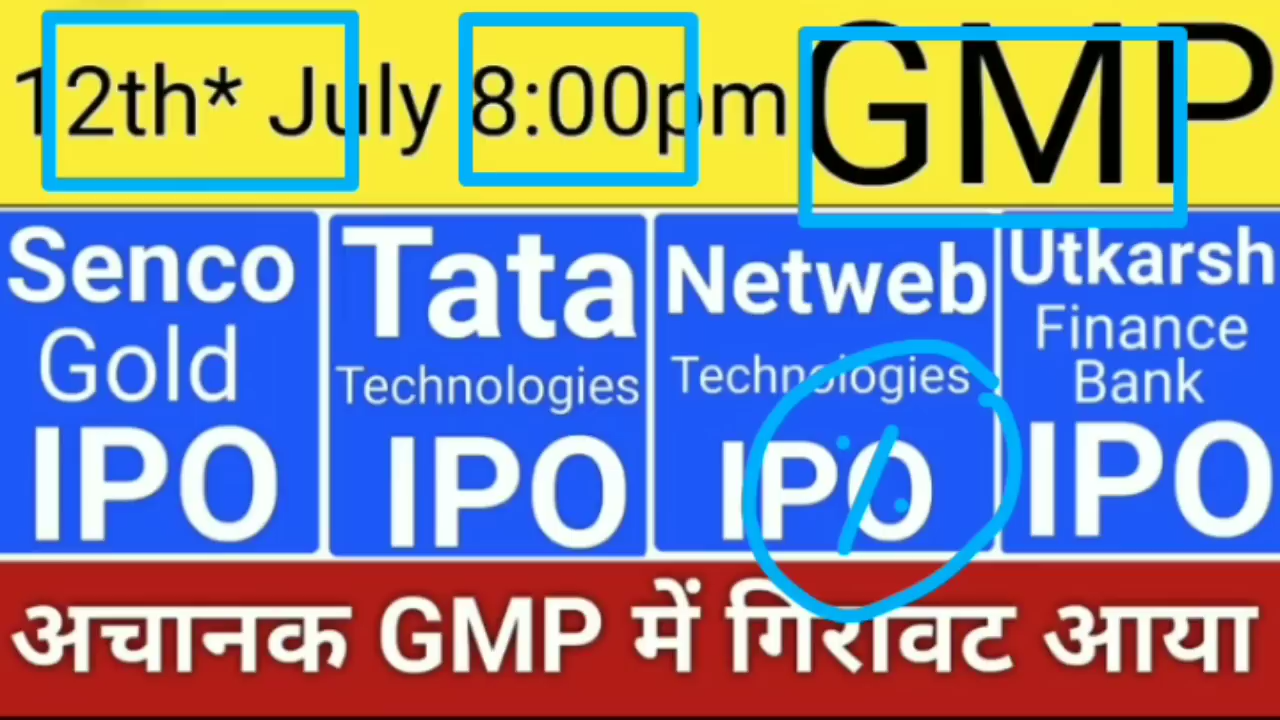 12th* July 8:00pm GMP
Senco
Gold
IPO
Tata
Technologies
IPO
Netweb
Technologies
IPO
Utkarsh
Finance
Bank
IPO
अचानक GMP में गिरावट आया